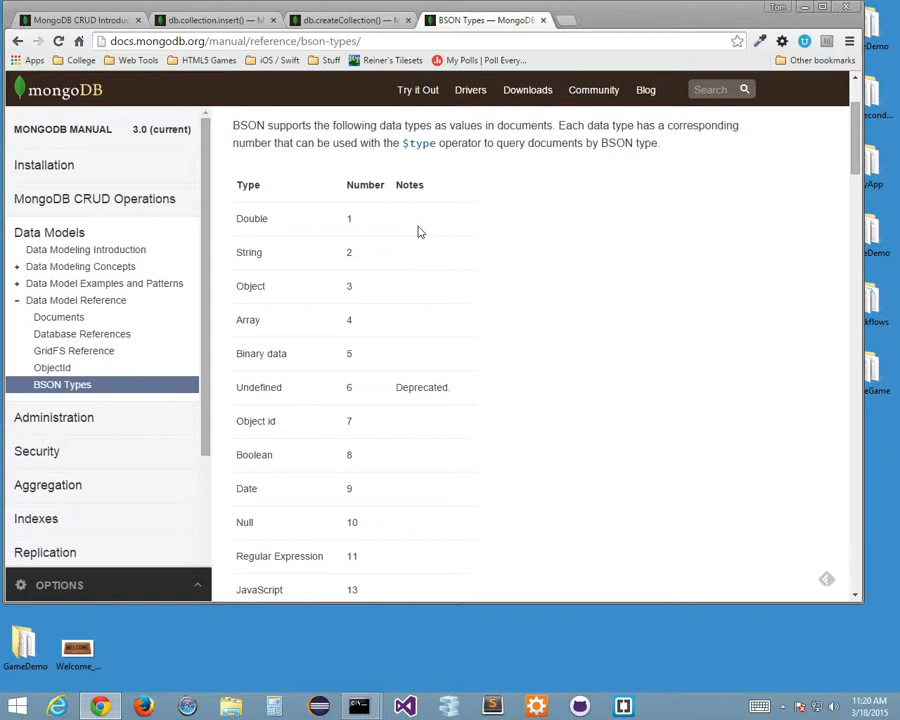 Tom
MongoDB CRUD Introduc
db.collection.insert() — M
db.createCollection() — M
BSON Types — MongoDB
docs.mongodb.org/manual/reference/bson-types/
Apps College Web Tools HTML5 Games iOS / Swift Stuff Reiner's Tilesets My Polls | Poll Every... Other bookmarks
mongoDB
Try it Out Drivers Downloads Community Blog Search
MONGODB MANUAL 3.0 (current)
Installation
MongoDB CRUD Operations
Data Models
Data Modeling Introduction
+ Data Modeling Concepts
+ Data Model Examples and Patterns
− Data Model Reference
Documents
Database References
GridFS Reference
ObjectId
BSON Types
Administration
Security
Aggregation
Indexes
Replication
OPTIONS
BSON supports the following data types as values in documents. Each data type has a corresponding
number that can be used with the $type operator to query documents by BSON type.
Type Number Notes
Double 1
String 2
Object 3
Array 4
Binary data 5
Undefined 6 Deprecated.
Object id 7
Boolean 8
Date 9
Null 10
Regular Expression 11
JavaScript 13
eDemo
econd...
yApp
eDemo
kflows
eGame
GameDemo
Welcome_...
11:20 AM
3/18/2015